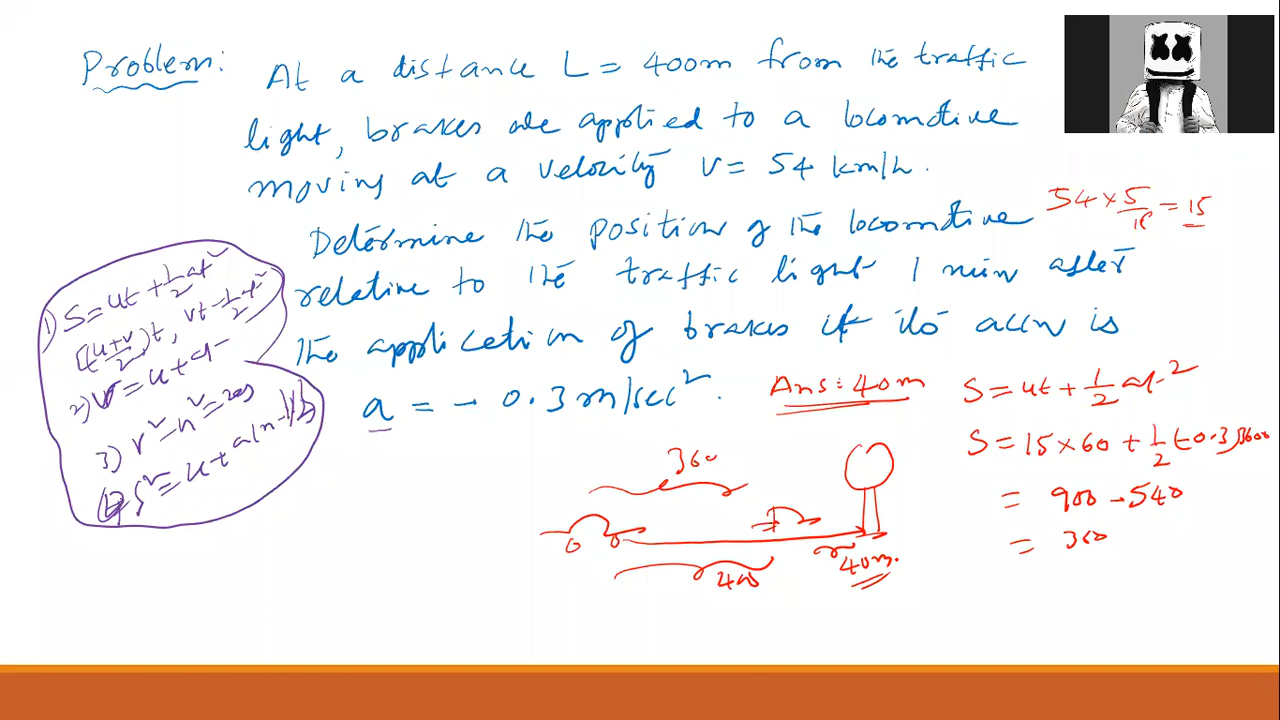 Problem: At a distance L = 400m from the traffic
light, brakes are applied to a locomotive
moving at a velocity v = 54 km/h.
54 × 5/18 = 15
Determine the position of the locomotive
relative to the traffic light 1 min after
the application of brakes if its accn is
a = - 0.3 m/sec²
Ans: 40m
1) S = ut + 1/2 at²
(u+v/2)t, vt - 1/2
2) v = u + at
3) v² - u² = 2as
= u + a(n - 1/2)
S = ut + 1/2 at²
S = 15 × 60 + 1/2 (-0.3) 3600
= 900 - 540
= 360
360
400
40m.